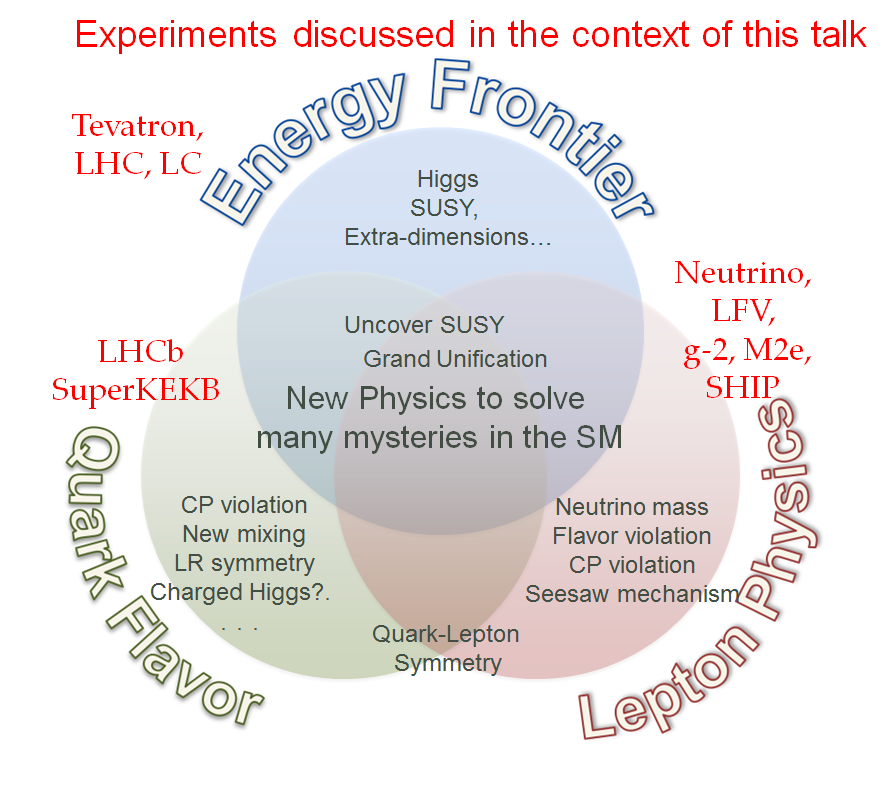 Experiments discussed in the context of this talk
Energy Frontier
Tevatron,
LHC, LC
Higgs
SUSY,
Extra-dimensions…
Neutrino,
LFV,
g-2, M2e,
SHIP
Uncover SUSY
Grand Unification
LHCb
SuperKEKB
New Physics to solve
many mysteries in the SM
Quark Flavor
CP violation
New mixing
LR symmetry
Charged Higgs?.
. . .
Neutrino mass
Flavor violation
CP violation
Seesaw mechanism
Lepton Physics
Quark-Lepton
Symmetry